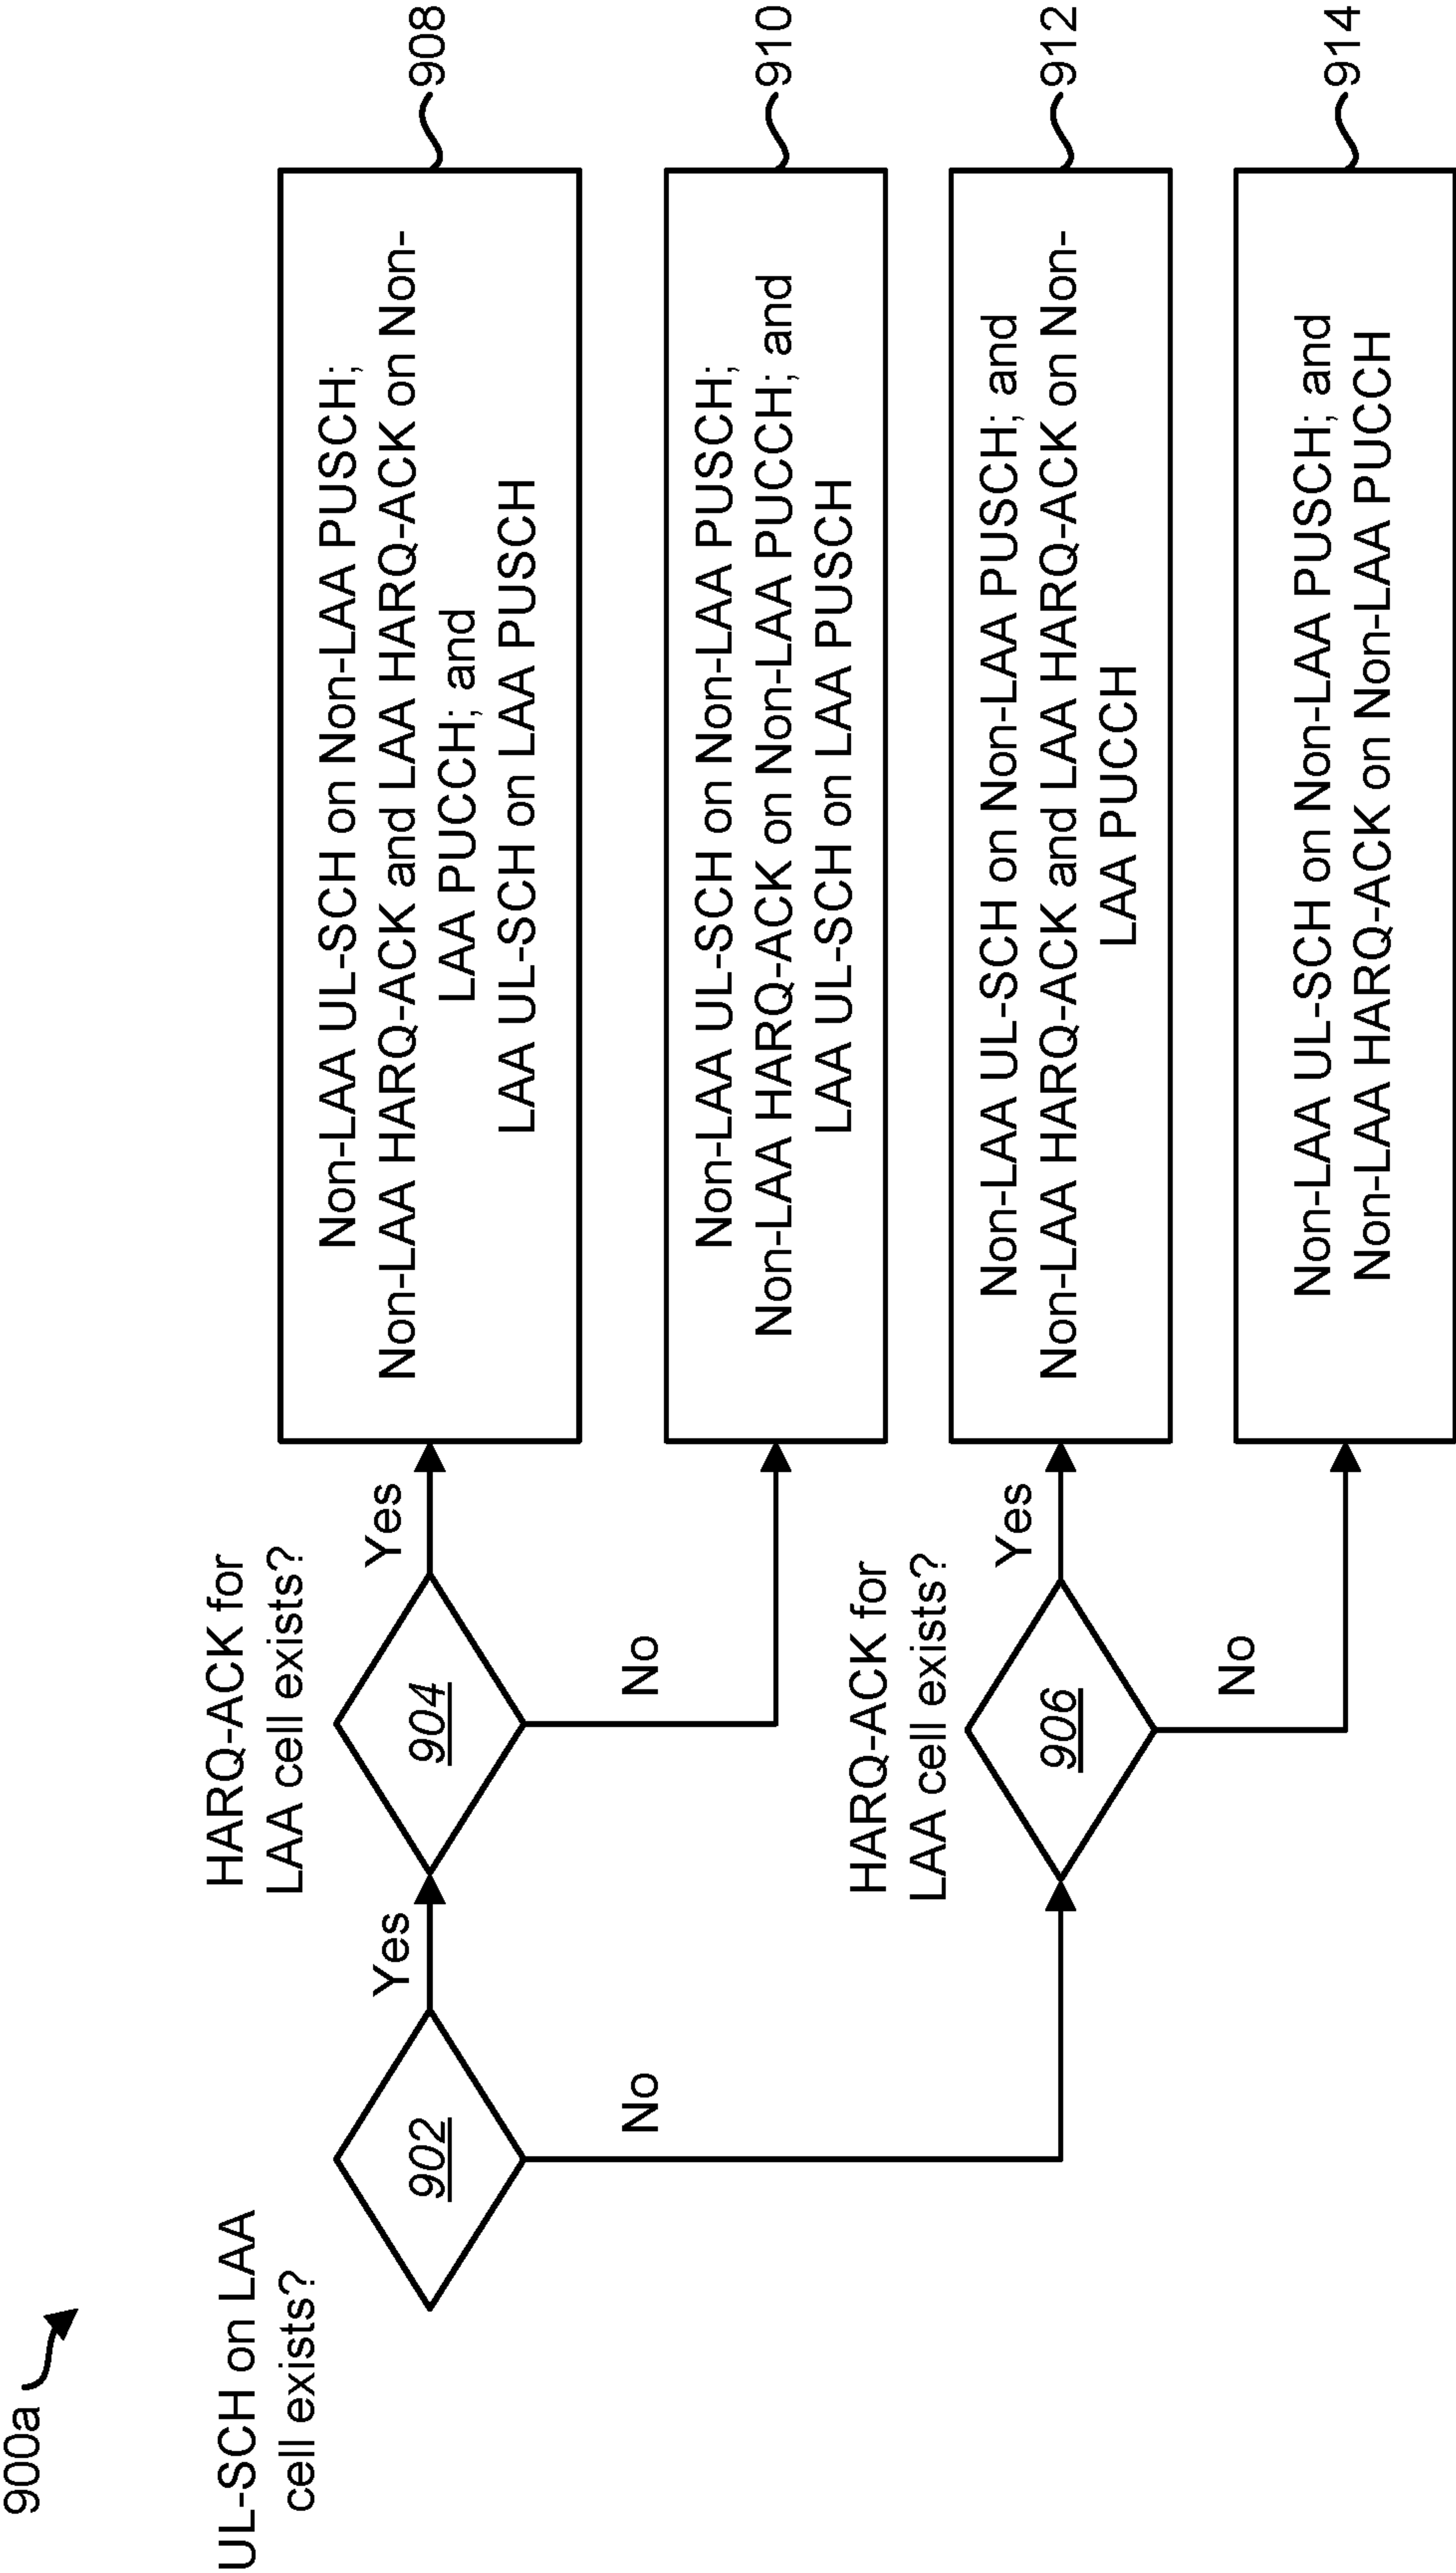 900a
UL-SCH on LAA
cell exists?
902
Yes
No
HARQ-ACK for
LAA cell exists?
904
Yes
No
HARQ-ACK for
LAA cell exists?
906
Yes
No
Non-LAA UL-SCH on Non-LAA PUSCH;
Non-LAA HARQ-ACK and LAA HARQ-ACK on Non-
LAA PUCCH; and
LAA UL-SCH on LAA PUSCH
908
Non-LAA UL-SCH on Non-LAA PUSCH;
Non-LAA HARQ-ACK on Non-LAA PUCCH; and
LAA UL-SCH on LAA PUSCH
910
Non-LAA UL-SCH on Non-LAA PUSCH; and
Non-LAA HARQ-ACK and LAA HARQ-ACK on Non-
LAA PUCCH
912
Non-LAA UL-SCH on Non-LAA PUSCH; and
Non-LAA HARQ-ACK on Non-LAA PUCCH
914